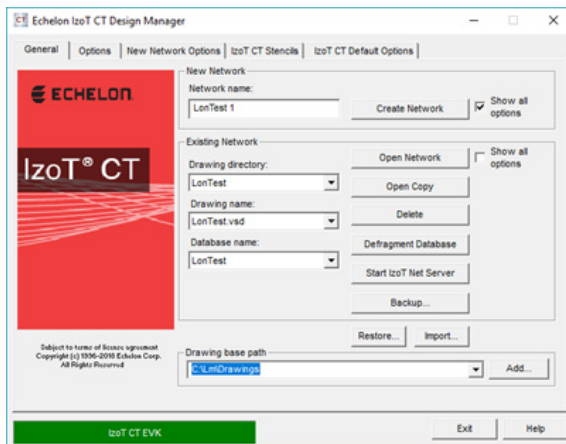 CT Echelon IzoT CT Design Manager
General Options New Network Options IzoT CT Stencils IzoT CT Default Options
ECHELON
IzoT® CT
Subject to terms of license agreement
Copyright (c) 1996-2016 Echelon Corp.
All Rights Reserved
New Network
Network name:
LonTest 1
Create Network
Show all
options
Existing Network
Drawing directory:
LonTest
Drawing name:
LonTest.vsd
Database name:
LonTest
Open Network
Show all
options
Open Copy
Delete
Defragment Database
Start IzoT Net Server
Backup...
Restore... Import...
Drawing base path
C:\Lm\Drawings
Add...
IzoT CT EVK
Exit Help